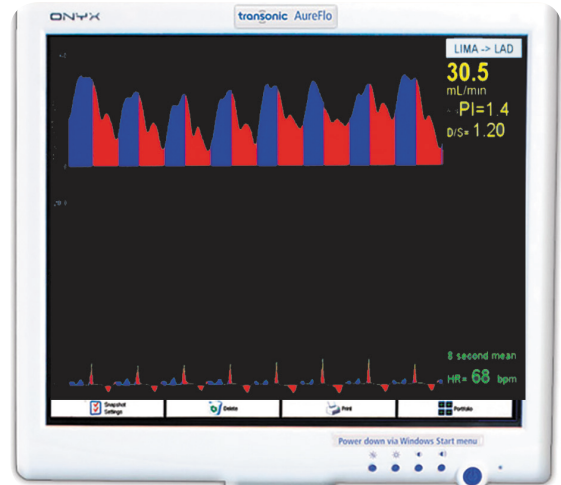 ONYX
transonic AureFlo
LIMA -> LAD
30.5
mL/min
PI=1.4
D/S= 1.20
0
8 second mean
HR= 68 bpm
Snapshot
Settings
Delete
Print
Portfolio
Power down via Windows Start menu